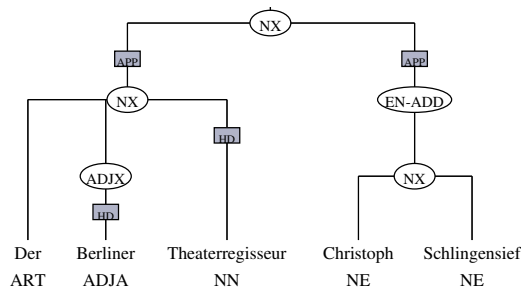 NX
APP APP
NX EN-ADD
HD
ADJX NX
HD
Der Berliner Theaterregisseur Christoph Schlingensief
ART ADJA NN NE NE